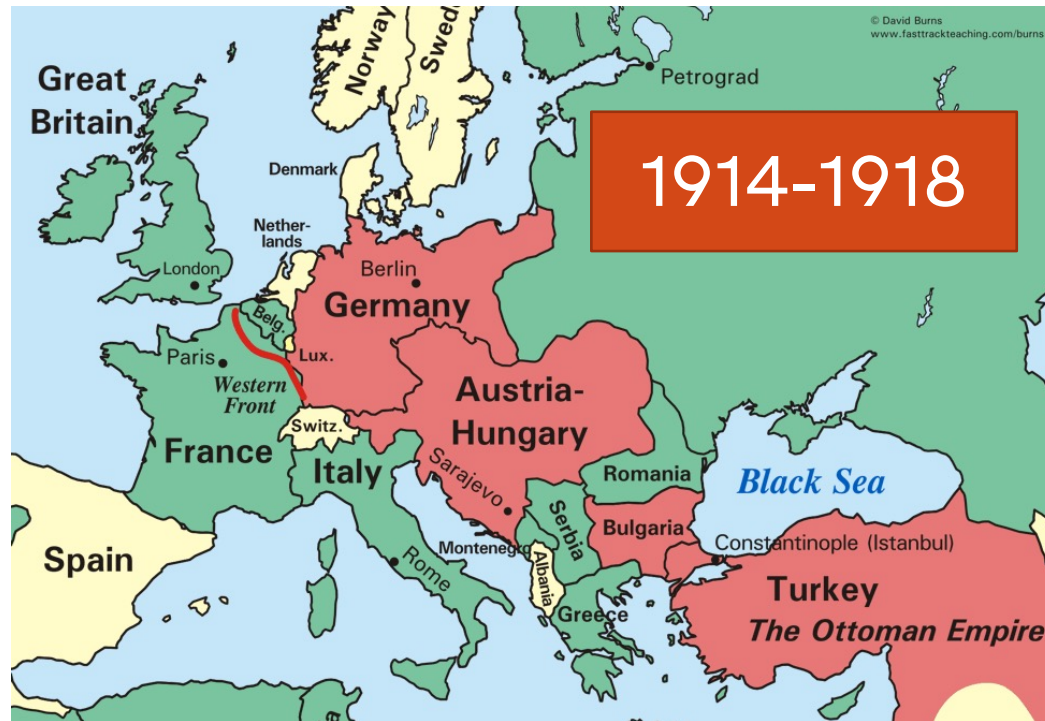 © David Burns
www.fasttrackteaching.com/burns
Great
Britain
Norway
Swed
Petrograd
1914-1918
Denmark
Nether-
lands
London
Berlin
Germany
Belg.
Lux.
Paris
Western
Front
Austria-
Hungary
Switz.
France
Italy
Sarajevo
Romania
Black Sea
Serbia
Bulgaria
Montenegro
Constantinople (Istanbul)
Spain
Albania
Rome
Turkey
Greece
The Ottoman Empire